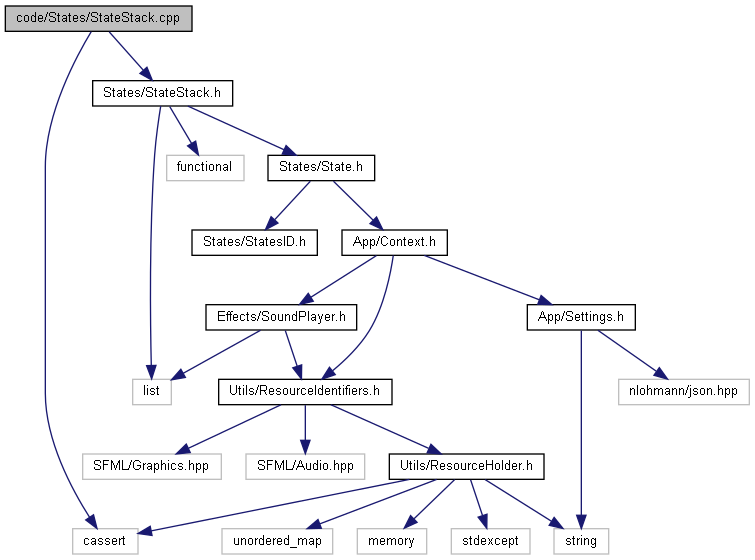 code/States/StateStack.cpp
States/StateStack.h
functional
States/State.h
States/StatesID.h
App/Context.h
Effects/SoundPlayer.h
App/Settings.h
list
Utils/ResourceIdentifiers.h
nlohmann/json.hpp
SFML/Graphics.hpp
SFML/Audio.hpp
Utils/ResourceHolder.h
cassert
unordered_map
memory
stdexcept
string